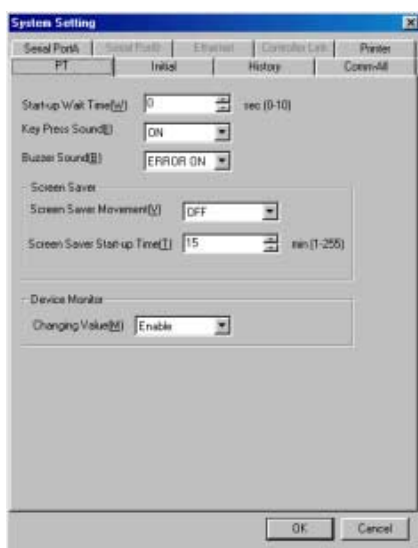 System Setting
Serial PortA Serial PortB Ethernet Controller Link Printer
PT Initial History Comm-All
Start-up Wait Time(W) 0 sec (0-10)
Key Press Sound(K) ON
Buzzer Sound(B) ERROR ON
Screen Saver
Screen Saver Movement(V) OFF
Screen Saver Start-up Time(T) 15 min (1-255)
Device Monitor
Changing Value(M) Enable
OK Cancel